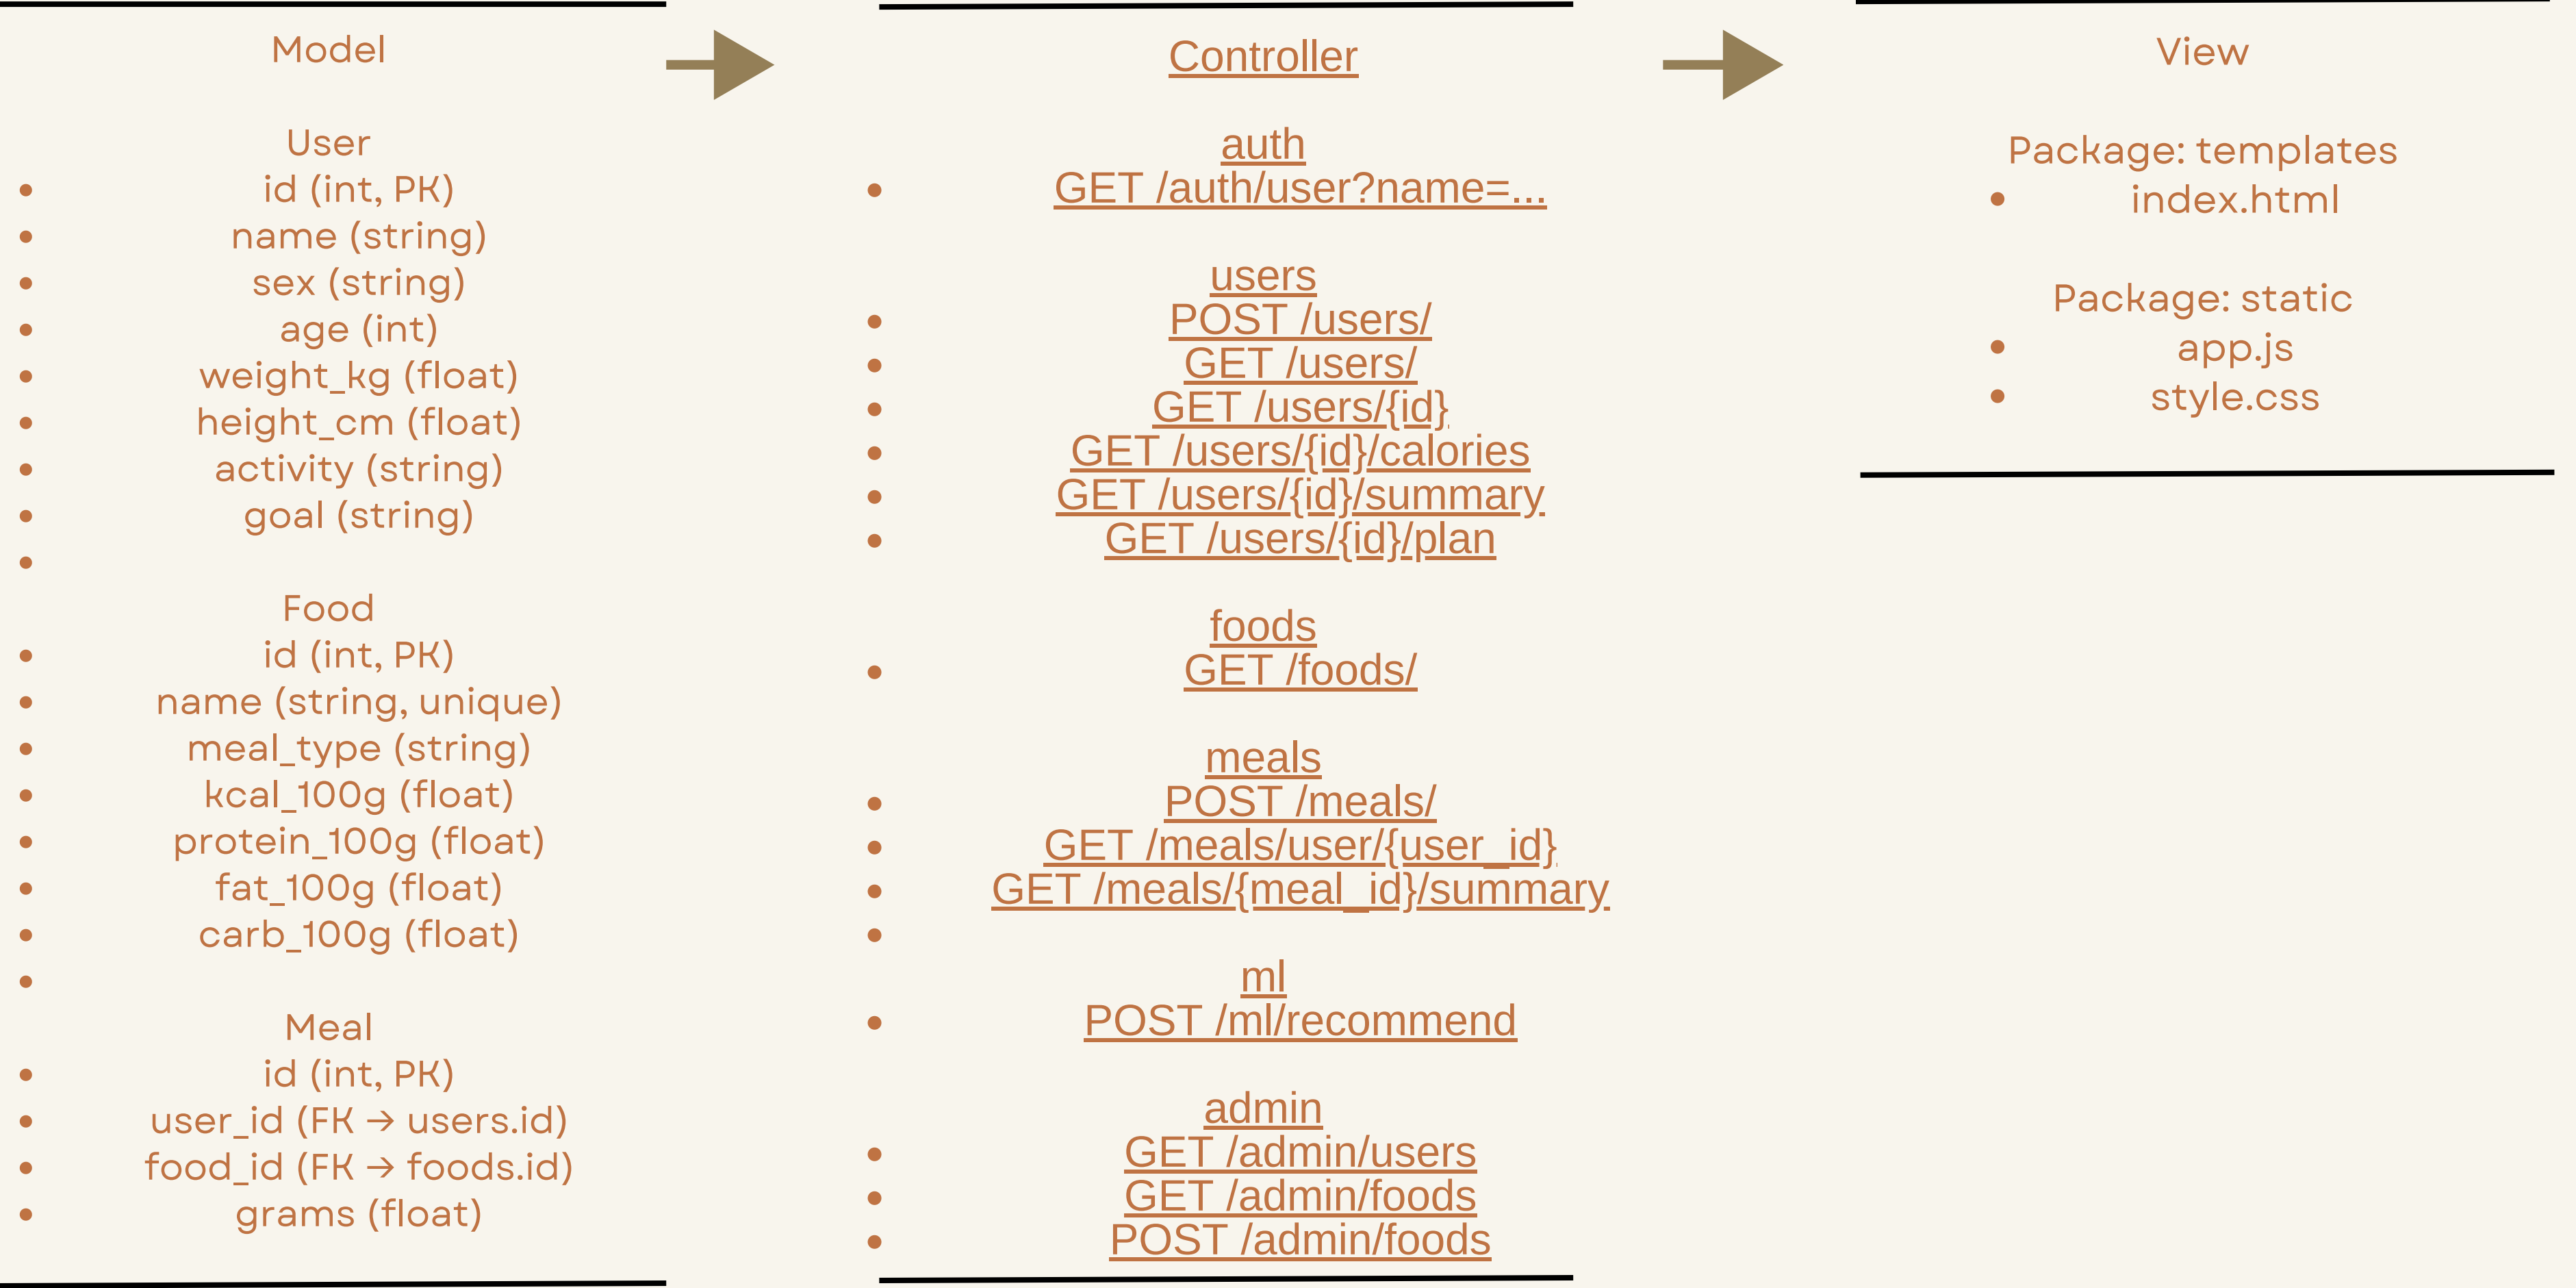 Model
User
• id (int, PK)
• name (string)
• sex (string)
• age (int)
• weight_kg (float)
• height_cm (float)
• activity (string)
• goal (string)
•
Food
• id (int, PK)
• name (string, unique)
• meal_type (string)
• kcal_100g (float)
• protein_100g (float)
• fat_100g (float)
• carb_100g (float)
•
Meal
• id (int, PK)
• user_id (FK → users.id)
• food_id (FK → foods.id)
• grams (float)
Controller
auth
• GET /auth/user?name=...
users
• POST /users/
• GET /users/
• GET /users/{id}
• GET /users/{id}/calories
• GET /users/{id}/summary
• GET /users/{id}/plan
foods
• GET /foods/
meals
• POST /meals/
• GET /meals/user/{user_id}
• GET /meals/{meal_id}/summary
•
ml
• POST /ml/recommend
admin
• GET /admin/users
• GET /admin/foods
• POST /admin/foods
View
Package: templates
• index.html
Package: static
• app.js
• style.css